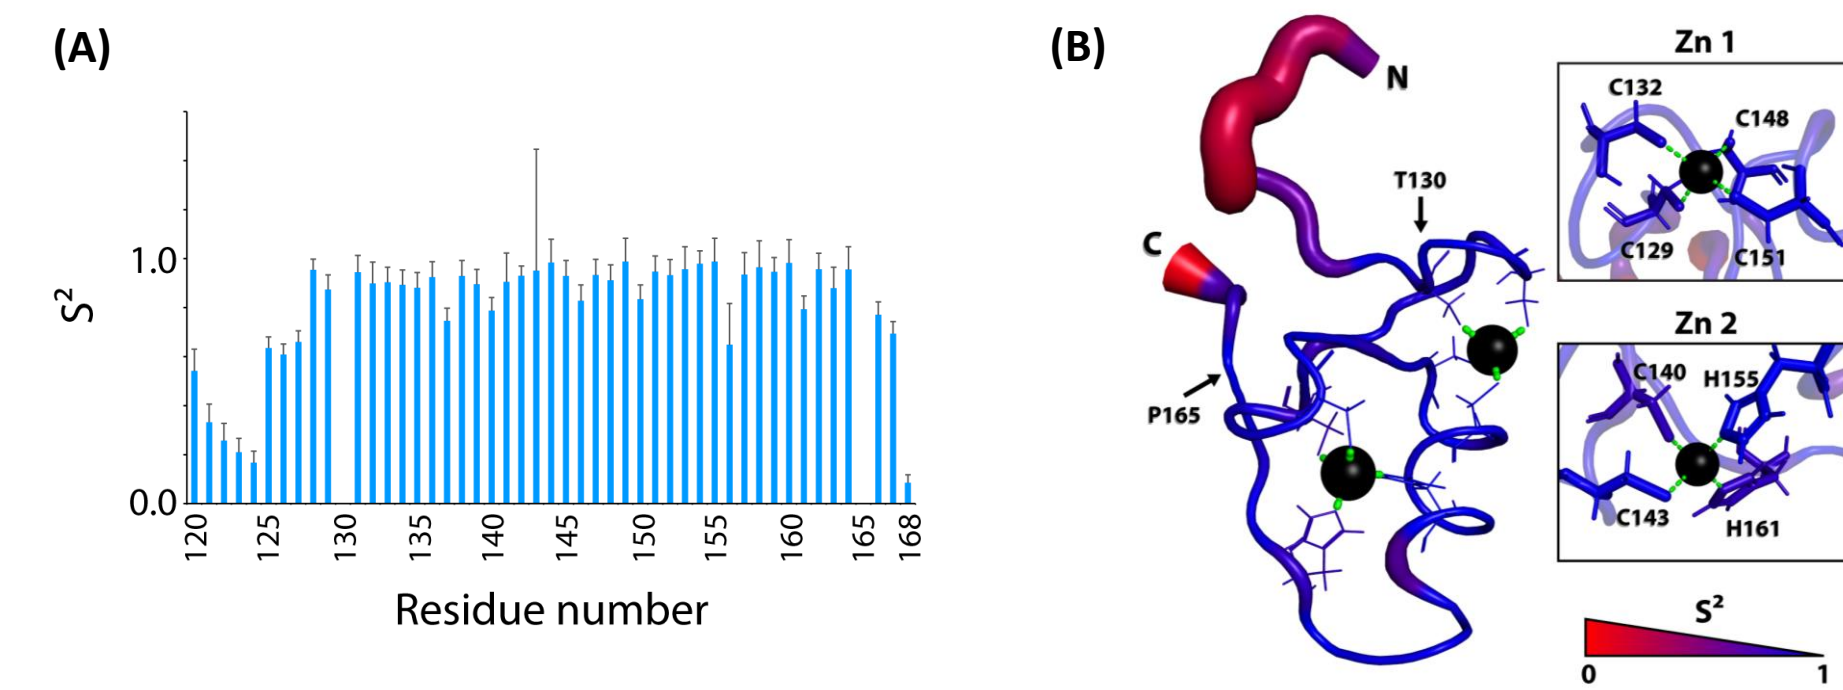 (A)
1.0
S²
0.0
120
125
130
135
140
145
150
155
160
165
168
Residue number
(B)
N
C
T130
P165
Zn 1
C132
C148
C129
C151
Zn 2
C140
H155
C143
H161
S²
0
1